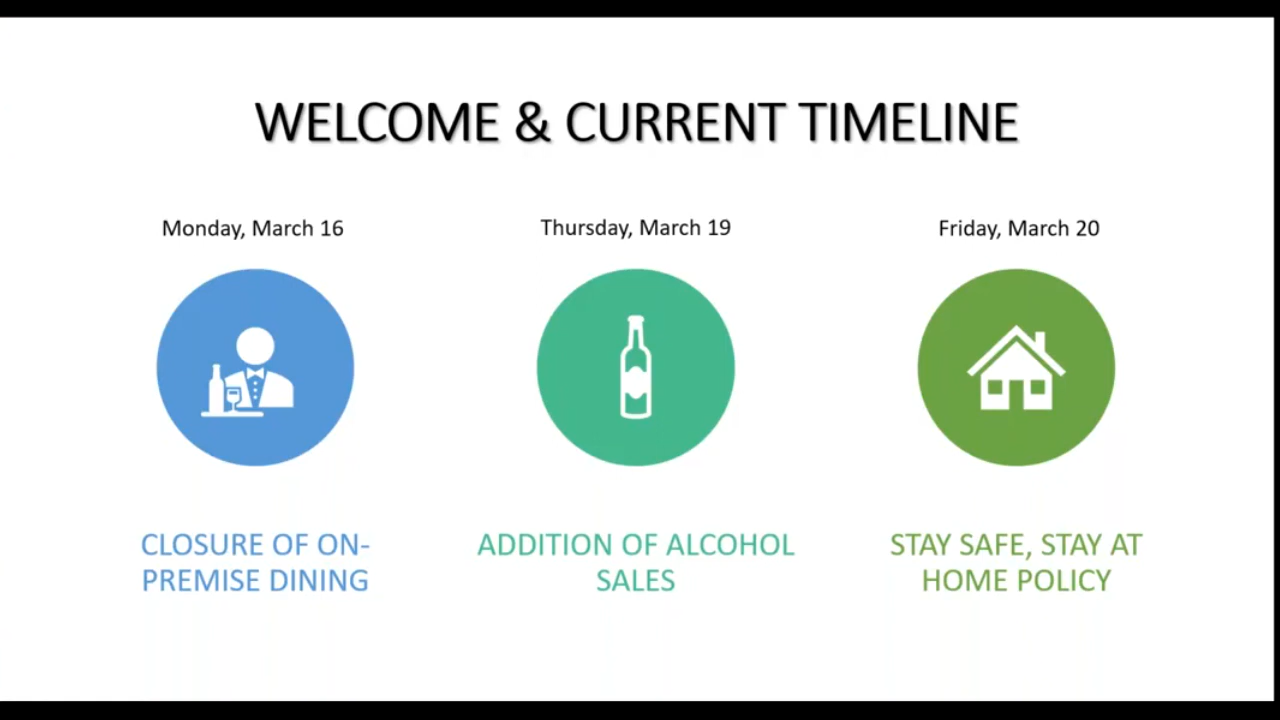 WELCOME & CURRENT TIMELINE
Monday, March 16
Thursday, March 19
Friday, March 20
CLOSURE OF ON-
PREMISE DINING
ADDITION OF ALCOHOL
SALES
STAY SAFE, STAY AT
HOME POLICY